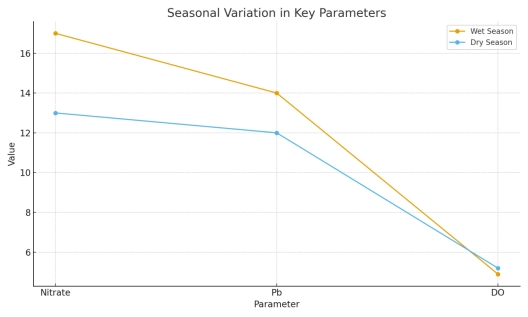 Seasonal Variation in Key Parameters
Wet Season
Dry Season
Value
16
14
12
10
8
6
Nitrate Pb DO
Parameter